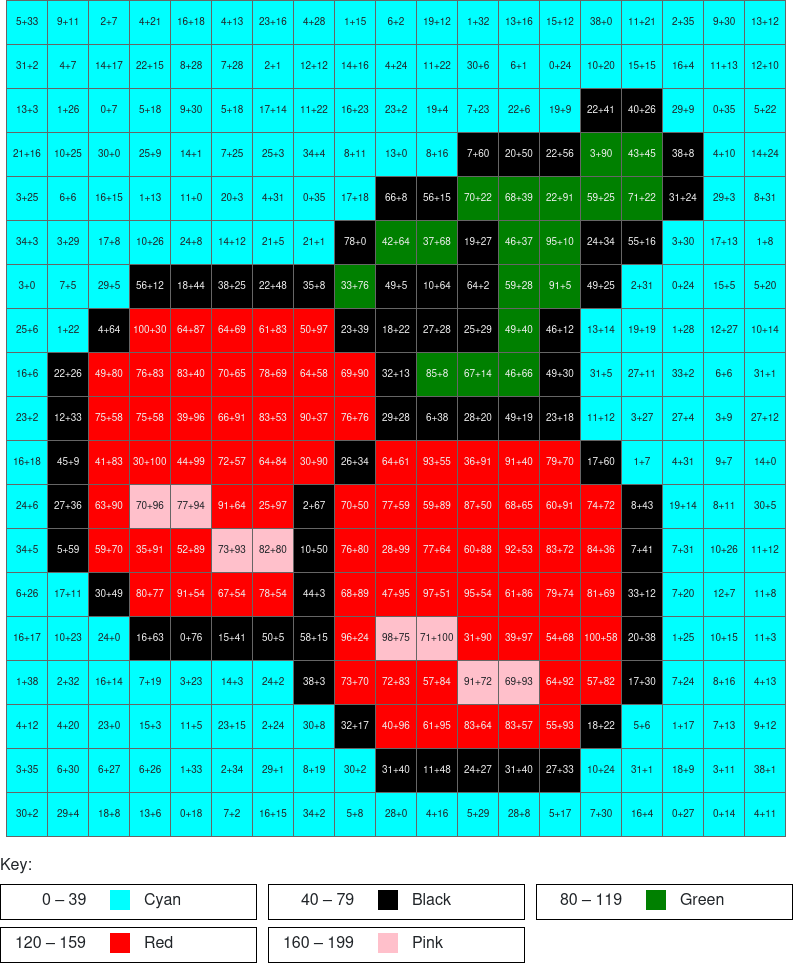 5+33 9+11 2+7 4+21 16+18 4+13 23+16 4+28 1+15 6+2 19+12 1+32 13+16 15+12 38+0 11+21 2+35 9+30 13+12
31+2 4+7 14+17 22+15 8+28 7+28 2+1 12+12 14+16 4+24 11+22 30+6 6+1 0+24 10+20 15+15 16+4 11+13 12+10
13+3 1+26 0+7 5+18 9+30 5+18 17+14 11+22 16+23 23+2 19+4 7+23 22+6 19+9 22+41 40+26 29+9 0+35 5+22
21+16 10+25 30+0 25+9 14+1 7+25 25+3 34+4 8+11 13+0 8+16 7+60 20+50 22+56 3+90 43+45 38+8 4+10 14+24
3+25 6+6 16+15 1+13 11+0 20+3 4+31 0+35 17+18 66+8 56+15 70+22 68+39 22+91 59+25 71+22 31+24 29+3 8+31
34+3 3+29 17+8 10+26 24+8 14+12 21+5 21+1 78+0 42+64 37+68 19+27 46+37 95+10 24+34 55+16 3+30 17+13 1+8
3+0 7+5 29+5 56+12 18+44 38+25 22+48 35+8 33+76 49+5 10+64 64+2 59+28 91+5 49+25 2+31 0+24 15+5 5+20
25+6 1+22 4+64 100+30 64+87 64+69 61+83 50+97 23+39 18+22 27+28 25+29 49+40 46+12 13+14 19+19 1+28 12+27 10+14
16+6 22+26 49+80 76+83 83+40 70+65 78+69 64+58 69+90 32+13 85+8 67+14 46+66 49+30 31+5 27+11 33+2 6+6 31+1
23+2 12+33 75+58 75+58 39+96 66+91 83+53 90+37 76+76 29+28 6+38 28+20 49+19 23+18 11+12 3+27 27+4 3+9 27+12
16+18 45+9 41+83 30+100 44+99 72+57 64+84 30+90 26+34 64+61 93+55 36+91 91+40 79+70 17+60 1+7 4+31 9+7 14+0
24+6 27+36 63+90 70+96 77+94 91+64 25+97 2+67 70+50 77+59 59+89 87+50 68+65 60+91 74+72 8+43 19+14 8+11 30+5
34+5 5+59 59+70 35+91 52+89 73+93 82+80 10+50 76+80 28+99 77+64 60+88 92+53 83+72 84+36 7+41 7+31 10+26 11+12
6+26 17+11 30+49 80+77 91+54 67+54 78+54 44+3 68+89 47+95 97+51 95+54 61+86 79+74 81+69 33+12 7+20 12+7 11+8
16+17 10+23 24+0 16+63 0+76 15+41 50+5 58+15 96+24 98+75 71+100 31+90 39+97 54+68 100+58 20+38 1+25 10+15 11+3
1+38 2+32 16+14 7+19 3+23 14+3 24+2 38+3 73+70 72+83 57+84 91+72 69+93 64+92 57+82 17+30 7+24 8+16 4+13
4+12 4+20 23+0 15+3 11+5 23+15 2+24 30+8 32+17 40+96 61+95 83+64 83+57 55+93 18+22 5+6 1+17 7+13 9+12
3+35 6+30 6+27 6+26 1+33 2+34 29+1 8+19 30+2 31+40 11+48 24+27 31+40 27+33 10+24 31+1 18+9 3+11 38+1
30+2 29+4 18+8 13+6 0+18 7+2 16+15 34+2 5+8 28+0 4+16 5+29 28+8 5+17 7+30 16+4 0+27 0+14 4+11
Key:
0 – 39 Cyan 40 – 79 Black 80 – 119 Green
120 – 159 Red 160 – 199 Pink